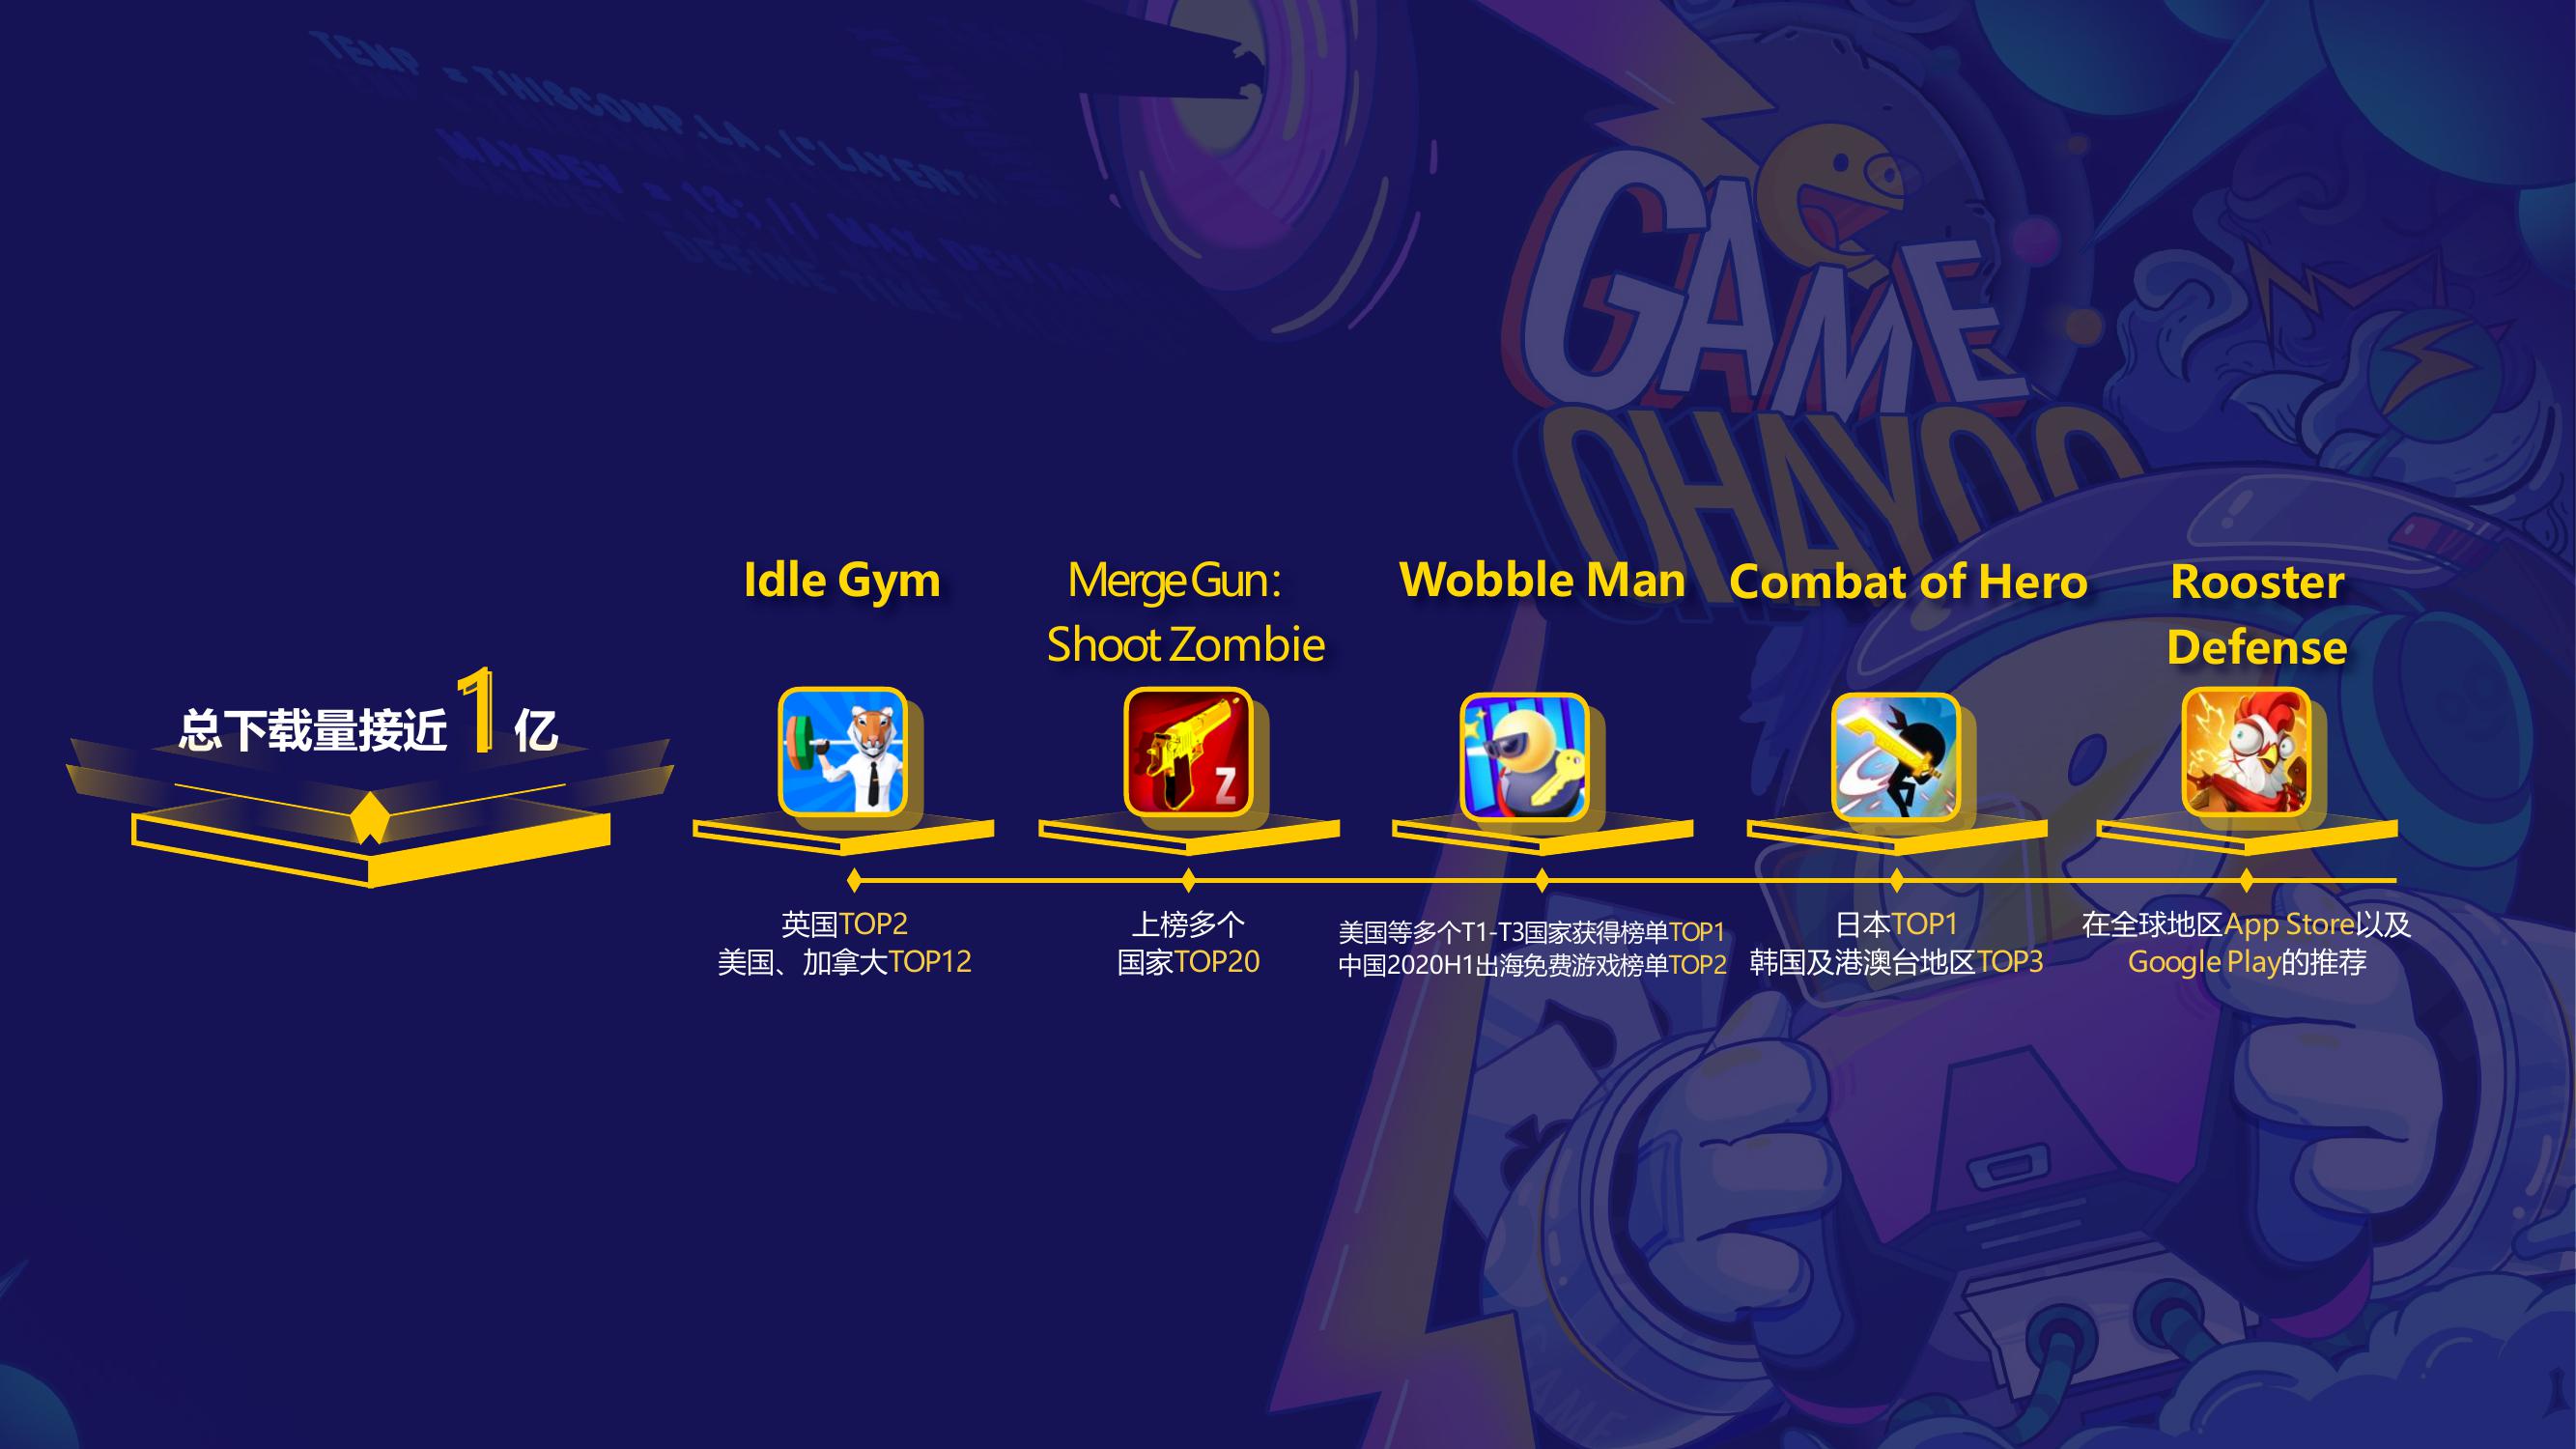 TEMP = THISCOMP.LA.
GAME
OHAYOO
总下载量接近1亿
Idle Gym
英国TOP2
美国、加拿大TOP12
Merge Gun:
Shoot Zombie
Z
上榜多个
国家TOP20
Wobble Man
美国等多个T1-T3国家获得榜单TOP1
中国2020H1出海免费游戏榜单TOP2
Combat of Hero
日本TOP1
韩国及港澳台地区TOP3
Rooster
Defense
在全球地区App Store以及
Google Play的推荐